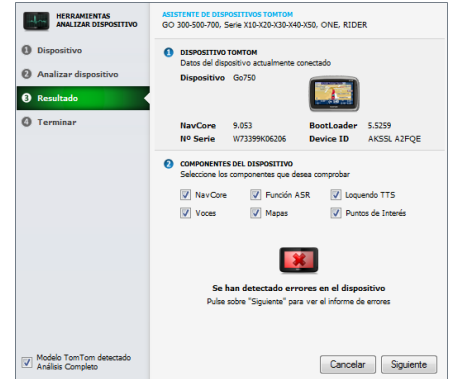 HERRAMIENTAS
ANALIZAR DISPOSITIVO
1 Dispositivo
2 Analizar dispositivo
3 Resultado
4 Terminar
Modelo TomTom detectado
Análisis Completo
ASISTENTE DE DISPOSITIVOS TOMTOM
GO 300-500-700, Serie X10-X20-X30-X40-X50, ONE, RIDER
1 DISPOSITIVO TOMTOM
Datos del dispositivo actualmente conectado
Dispositivo Go750
NavCore 9.053 BootLoader 5.5259
Nº Serie W73399K06206 Device ID AKSSL A2FQE
2 COMPONENTES DEL DISPOSITIVO
Seleccione los componentes que desea comprobar
NavCore Función ASR Loquendo TTS
Voces Mapas Puntos de Interés
Se han detectado errores en el dispositivo
Pulse sobre "Siguiente" para ver el informe de errores
Cancelar Siguiente